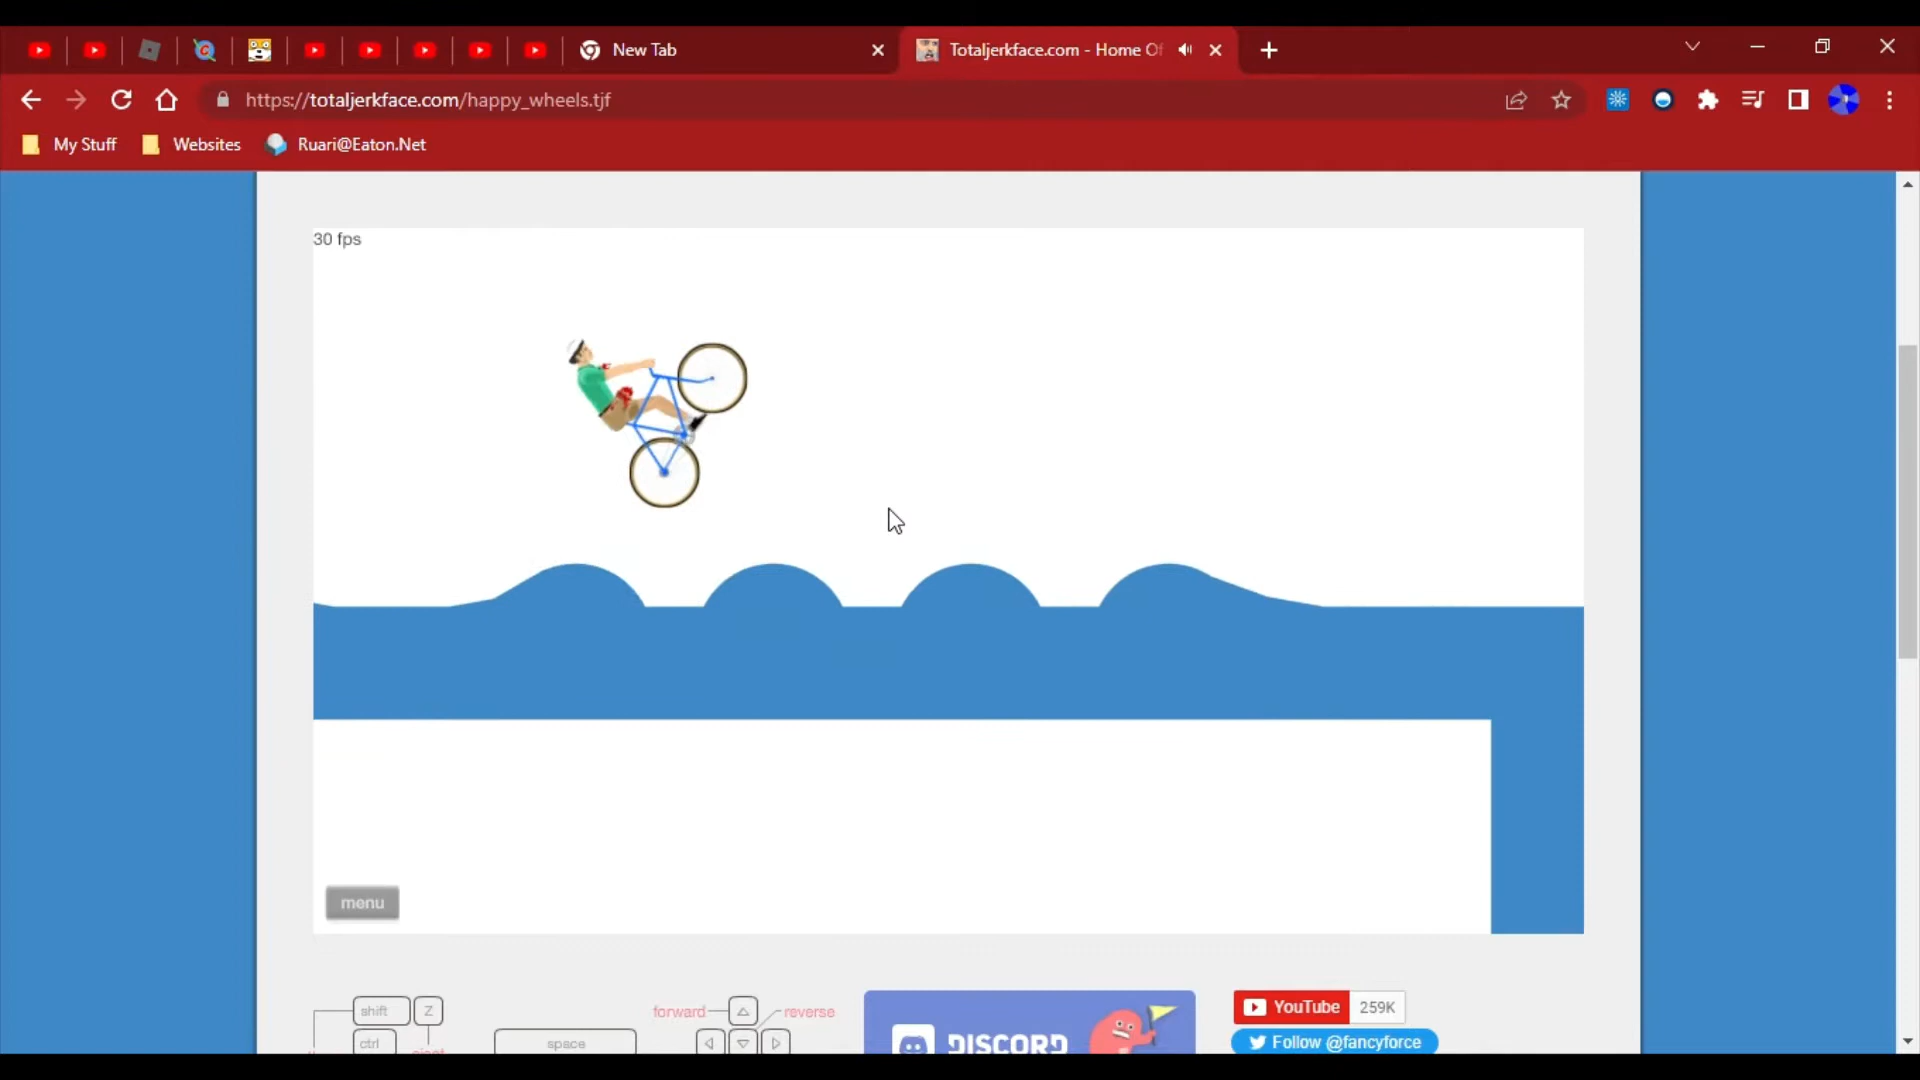 New Tab
Totaljerkface.com - Home Of
https://totaljerkface.com/happy_wheels.tjf
My Stuff
Websites
Ruari@Eaton.Net
30 fps
menu
shift
Z
forward
reverse
ctrl
space
DISCORD
YouTube
259K
Follow @fancyforce